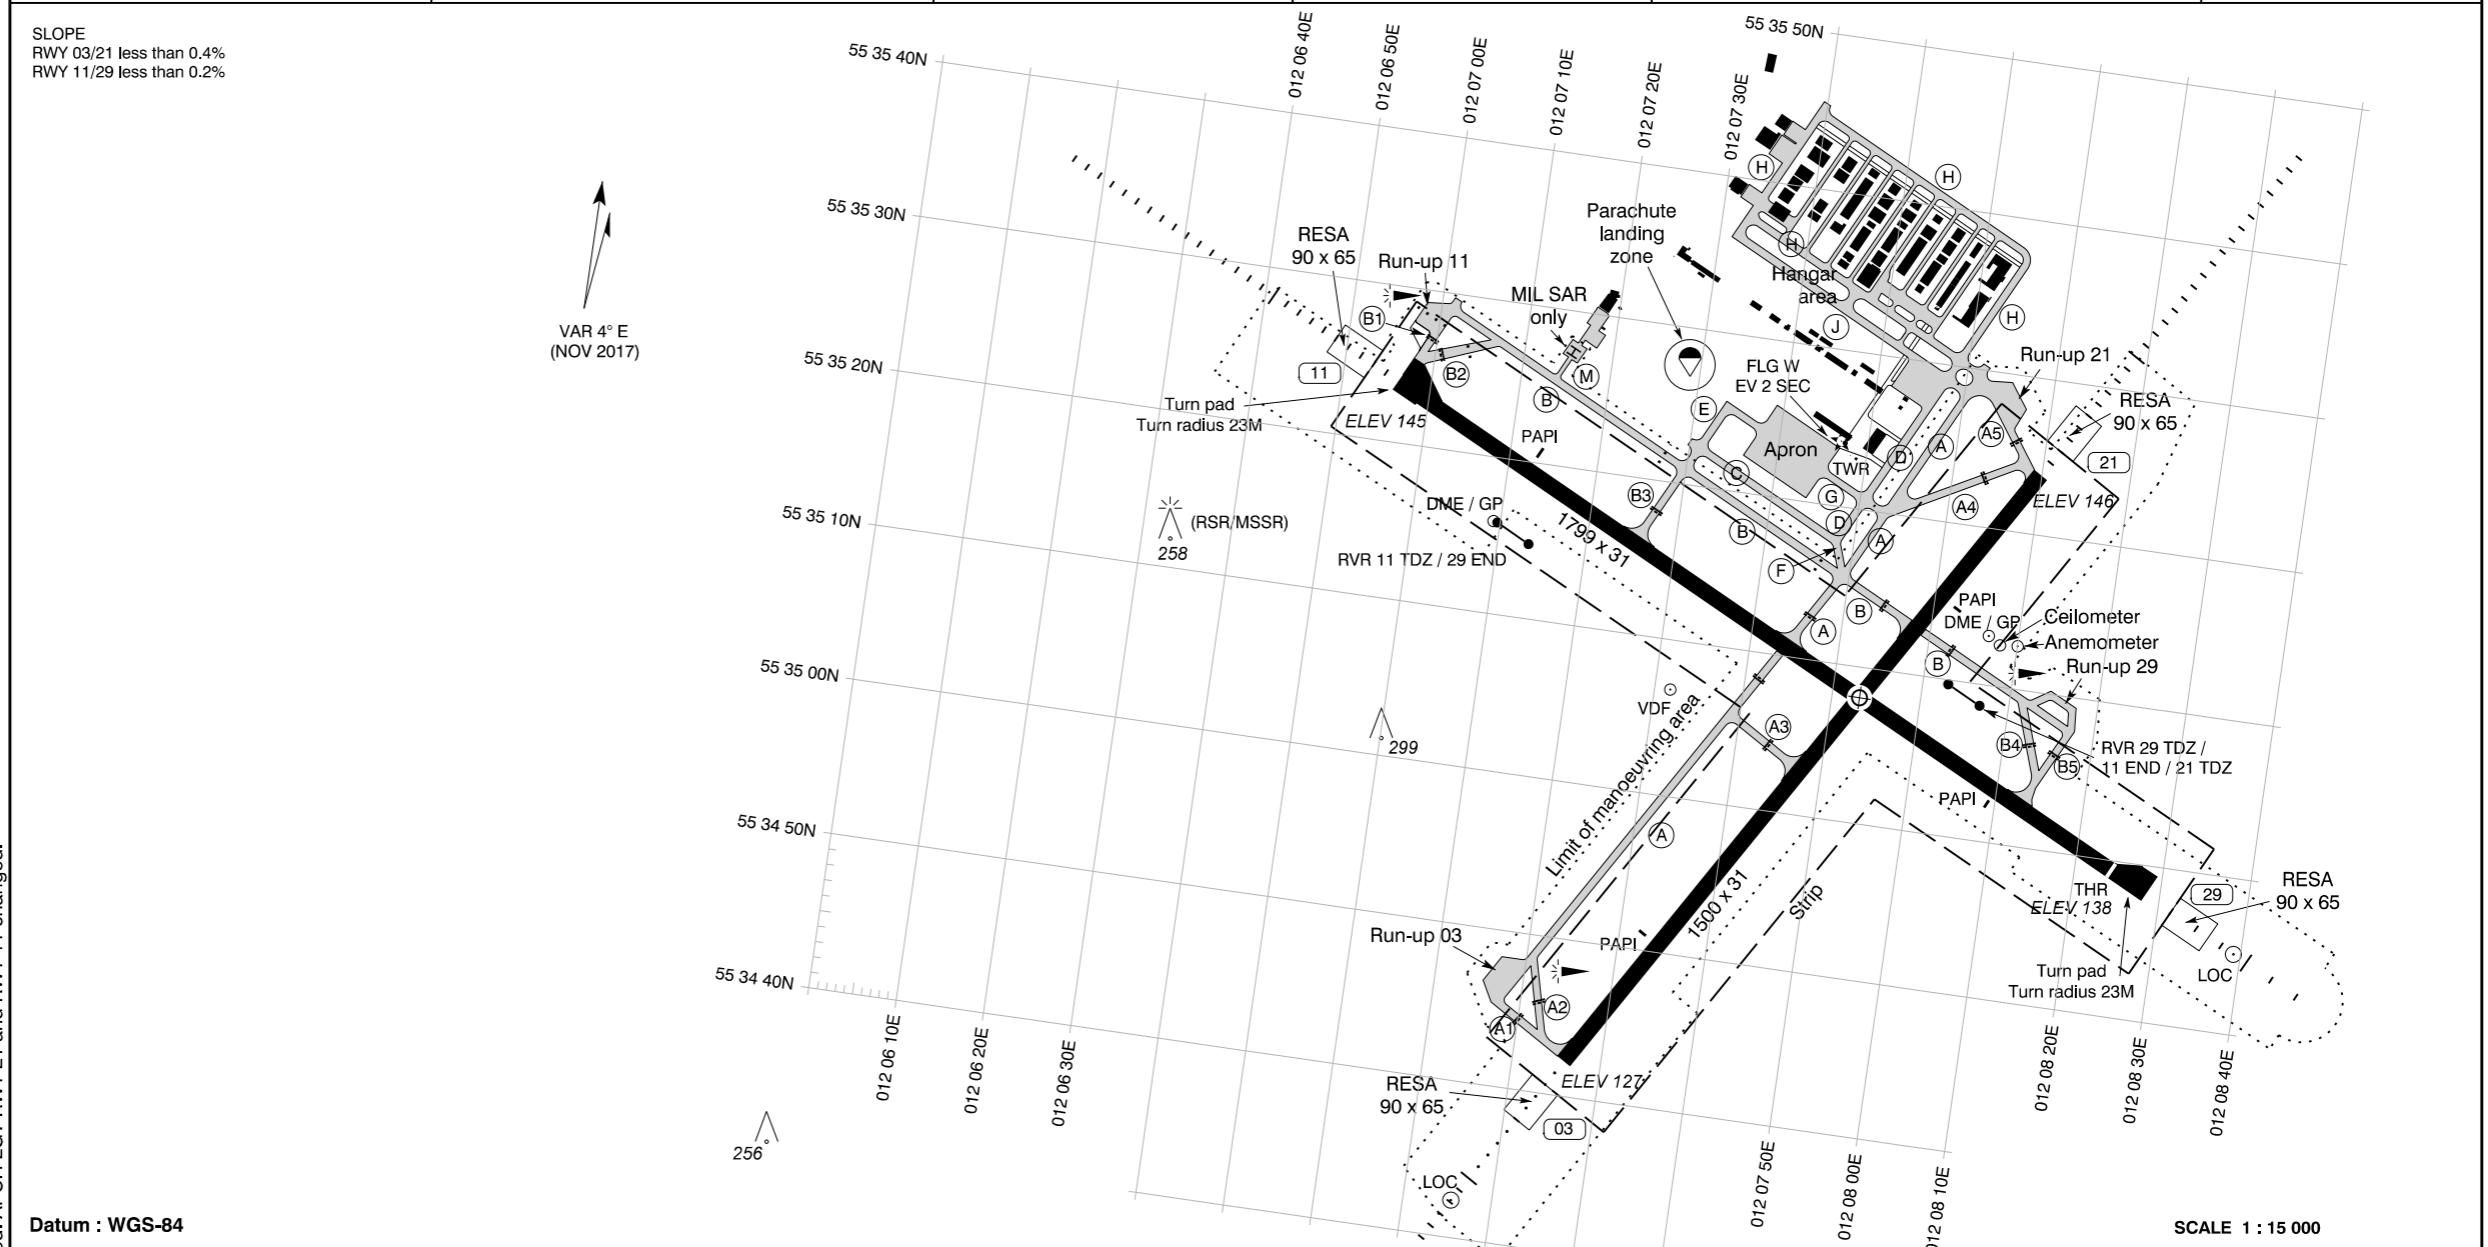 SLOPE
RWY 03/21 less than 0.4%
RWY 11/29 less than 0.2%
VAR 4° E
(NOV 2017)
55 35 40N
55 35 30N
55 35 20N
55 35 10N
55 35 00N
55 34 50N
55 34 40N
55 35 50N
012 06 40E
012 06 50E
012 07 00E
012 07 10E
012 07 20E
012 07 30E
RESA
90 x 65
Run-up 11
B1
11
B2
Turn pad
Turn radius 23M
ELEV 145
MIL SAR
only
M
B
Parachute
landing
zone
PAPI
E
H
H
H
Hangar
area
H
J
FLG W
EV 2 SEC
Run-up 21
RESA
90 x 65
A5
A
D
21
Apron
TWR
C
G
B3
B
D
A
A4
ELEV 146
DME / GP
1799 x 31
RVR 11 TDZ / 29 END
(RSR/MSSR)
258
F
B
A
PAPI
DME / GP
Ceilometer
Anemometer
B
Run-up 29
VDF
299
Limit of manoeuvring area
A3
B4
B5
RVR 29 TDZ /
11 END / 21 TDZ
PAPI
A
1500 x 31
Strip
THR
ELEV 138
29
RESA
90 x 65
Run-up 03
PAPI
Turn pad
Turn radius 23M
LOC
A2
A1
ELEV 127
RESA
90 x 65
03
LOC
256
012 06 10E
012 06 20E
012 06 30E
012 07 50E
012 08 00E
012 08 10E
012 08 20E
012 08 30E
012 08 40E
Datum : WGS-84
SCALE 1 : 15 000